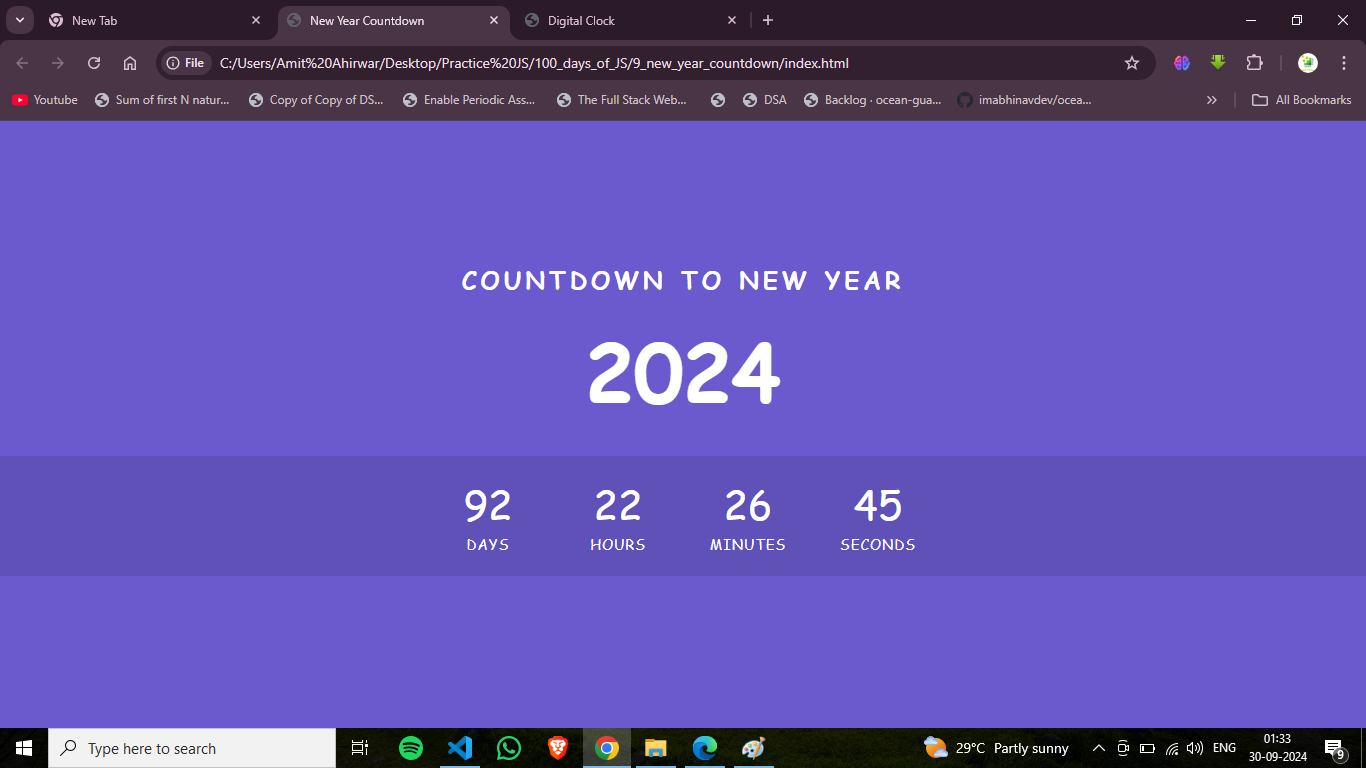 New Tab
New Year Countdown
Digital Clock
File
C:/Users/Amit%20Ahirwar/Desktop/Practice%20JS/100_days_of_JS/9_new_year_countdown/index.html
Youtube
Sum of first N natur...
Copy of Copy of DS...
Enable Periodic Ass...
The Full Stack Web...
DSA
Backlog · ocean-gua...
imabhinavdev/ocea...
All Bookmarks
COUNTDOWN TO NEW YEAR
2024
92 22 26 45
DAYS HOURS MINUTES SECONDS
Type here to search
29°C Partly sunny
ENG
01:33
30-09-2024
9